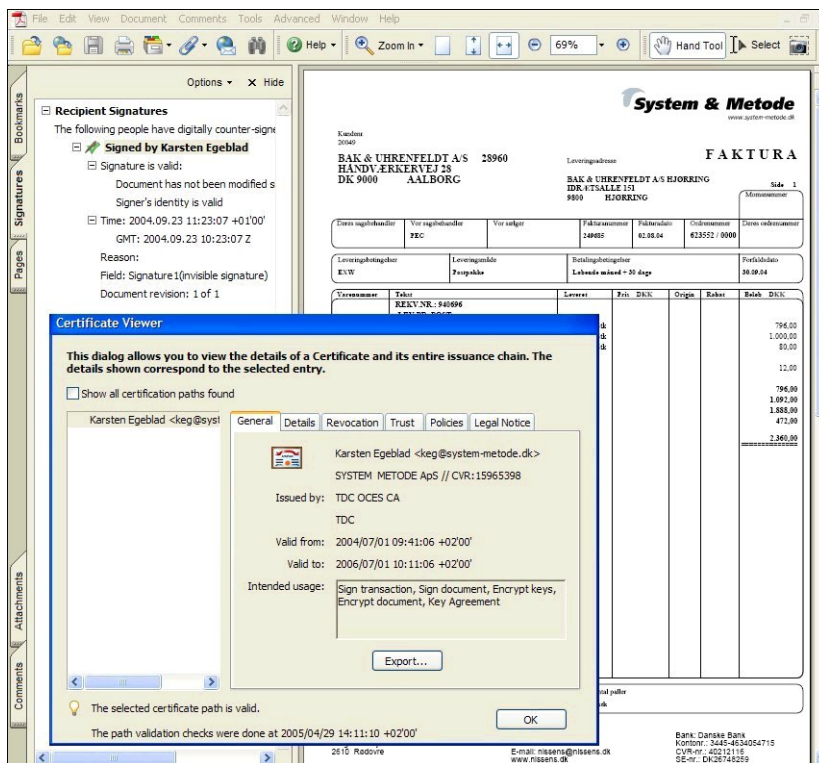 File Edit View Document Comments Tools Advanced Window Help
Help Zoom In 69% Hand Tool Select
Bookmarks
Signatures
Pages
Attachments
Comments
Options Hide
Recipient Signatures
The following people have digitally counter-signe
Signed by Karsten Egeblad
Signature is valid:
Document has not been modified s
Signer's identity is valid
Time: 2004.09.23 11:23:07 +01'00'
GMT: 2004.09.23 10:23:07 Z
Reason:
Field: Signature1(invisible signature)
Document revision: 1 of 1
System & Metode
www.system-metode.dk
Kundenr
20049
BAK & UHRENFELDT A/S 28960
HÅNDVÆRKERVEJ 28
DK 9000 AALBORG
FAKTURA
Leveringsadresse
BAK & UHRENFELDT A/S HJØRRING
IDRÆTSALLE 151
9800 HJØRRING
Side 1
Momsnummer
Deres sagsbehandler Vor sagsbehandler Vor sælger Fakturanummer Fakturadato Ordrenummer Deres ordrenummer
PEC 249685 02.08.04 623552 / 0000
Leveringsbetingelser Leveringsmåde Betalingsbetingelser Forfaldsdato
EXW Postpakke Løbende måned + 30 dage 30.09.04
Varenummer Tekst Leveret Pris DKK Origin Rabat Beløb DKK
REKV.NR.: 940696
tk 796,00
tk 1.000,00
tk 80,00
12,00
796,00
1.092,00
1.888,00
472,00
2.360,00
Certificate Viewer
This dialog allows you to view the details of a Certificate and its entire issuance chain. The
details shown correspond to the selected entry.
Show all certification paths found
Karsten Egeblad <keg@syst
General Details Revocation Trust Policies Legal Notice
Karsten Egeblad <keg@system-metode.dk>
SYSTEM METODE ApS // CVR:15965398
Issued by: TDC OCES CA
TDC
Valid from: 2004/07/01 09:41:06 +02'00'
Valid to: 2006/07/01 10:11:06 +02'00'
Intended usage: Sign transaction, Sign document, Encrypt keys,
Encrypt document, Key Agreement
Export...
The selected certificate path is valid.
The path validation checks were done at 2005/04/29 14:11:10 +02'00'
OK
tal paller
2610 Rødovre
E-mail: nissens@nissens.dk
www.nissens.dk
Bank: Danske Bank
Kontonr.: 3445-4634054715
CVR-nr.: 40212116
SE-nr.: DK26748259